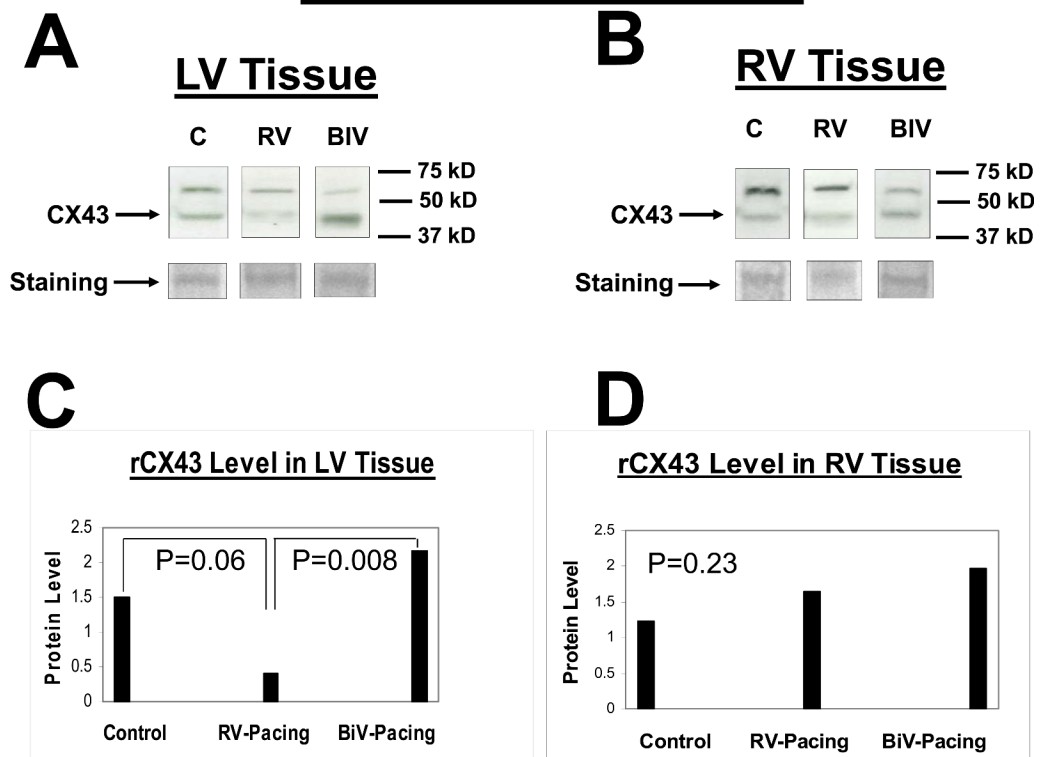 A
LV Tissue
C RV BIV
75 kD
CX43 50 kD
37 kD
Staining
B
RV Tissue
C RV BIV
75 kD
CX43 50 kD
37 kD
Staining
C
rCX43 Level in LV Tissue
Protein Level
2.5
2
1.5
1
0.5
0
P=0.06 P=0.008
Control RV-Pacing BiV-Pacing
D
rCX43 Level in RV Tissue
Protein Level
2.5
2
1.5
1
0.5
0
P=0.23
Control RV-Pacing BiV-Pacing